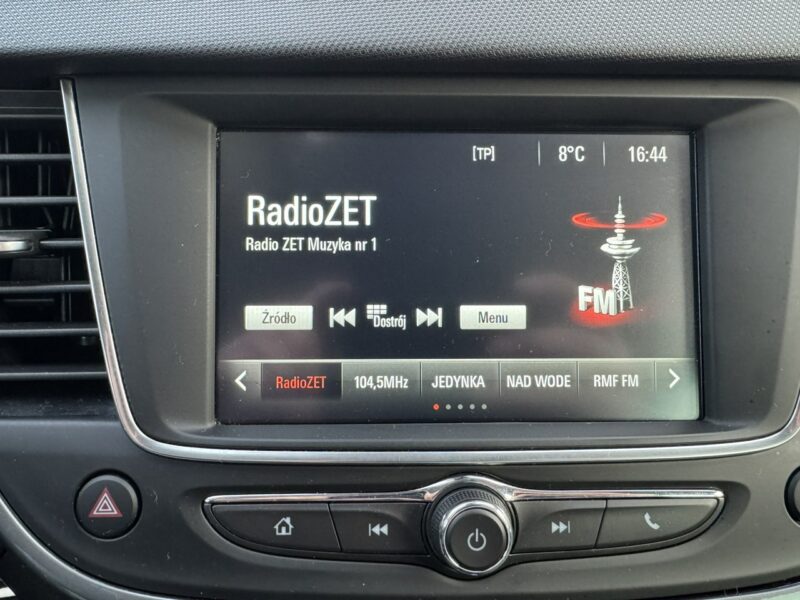 [TP] 8°C 16:44
RadioZET
Radio ZET Muzyka nr 1
FM
Źródło Dostrój Menu
RadioZET 104,5MHz JEDYNKA NAD WODE RMF FM